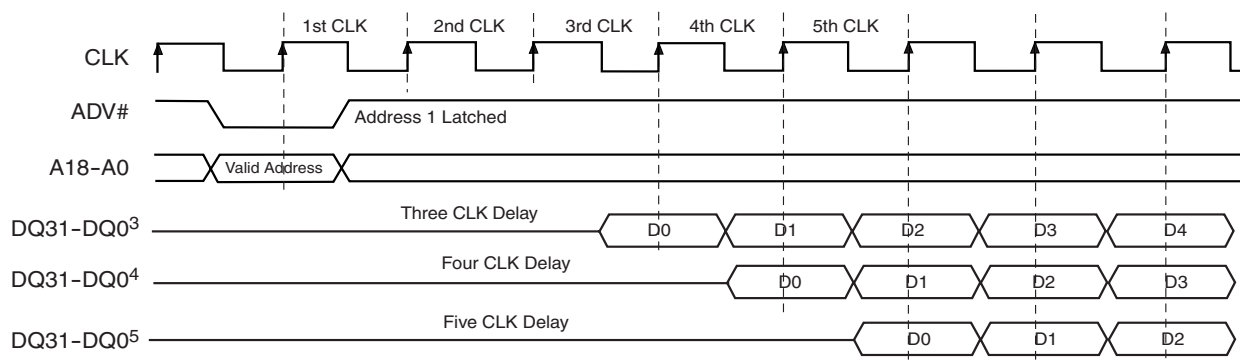 1st CLK 2nd CLK 3rd CLK 4th CLK 5th CLK
CLK
ADV# Address 1 Latched
A18–A0 Valid Address
DQ31–DQ0³ Three CLK Delay D0 D1 D2 D3 D4
DQ31–DQ0⁴ Four CLK Delay D0 D1 D2 D3
DQ31–DQ0⁵ Five CLK Delay D0 D1 D2